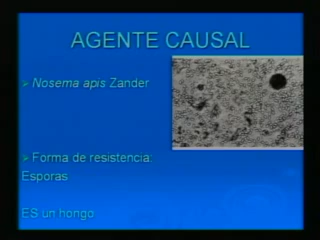 AGENTE CAUSAL
Nosema apis Zander
Forma de resistencia:
Esporas
ES un hongo